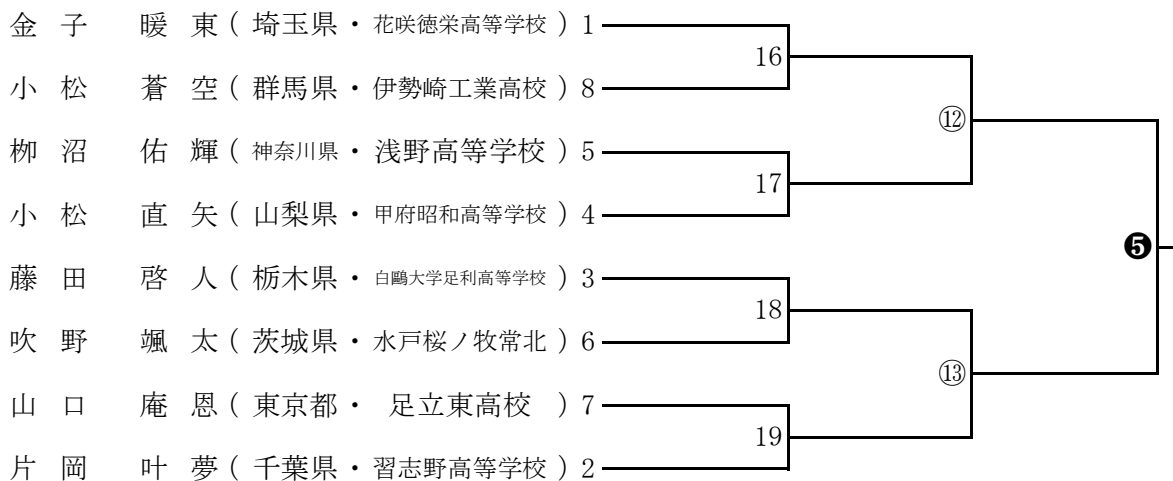 金子 暖東 ( 埼玉県 ・ 花咲徳栄高等学校 ) 1
16
小松 蒼空 ( 群馬県 ・ 伊勢崎工業高校 ) 8
⑫
栁沼 佑輝 ( 神奈川県 ・ 浅野高等学校 ) 5
17
小松 直矢 ( 山梨県 ・ 甲府昭和高等学校 ) 4
❺
藤田 啓人 ( 栃木県 ・ 白鷗大学足利高等学校 ) 3
18
吹野 颯太 ( 茨城県 ・ 水戸桜ノ牧常北 ) 6
⑬
山口 庵恩 ( 東京都 ・ 足立東高校 ) 7
19
片岡 叶夢 ( 千葉県 ・ 習志野高等学校 ) 2